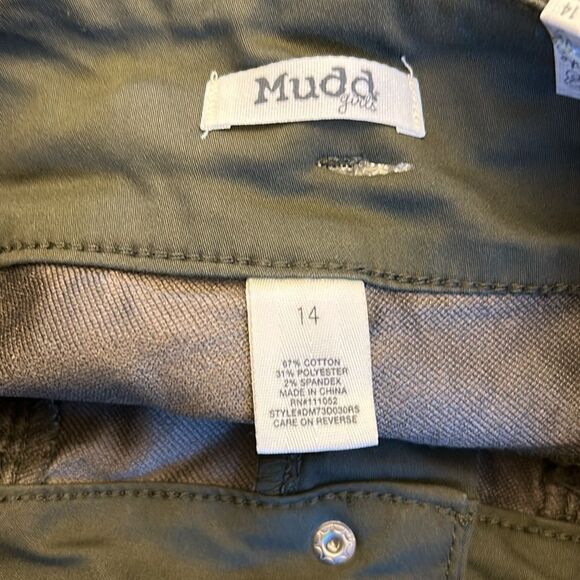 Mudd
girls
14
14
67% COTTON
31% POLYESTER
2% SPANDEX
MADE IN CHINA
RN#111052
STYLE#DM73D030RS
CARE ON REVERSE